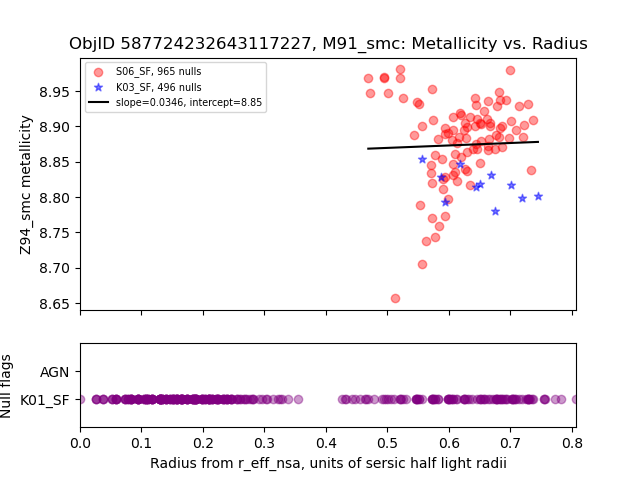 ObjID 587724232643117227, M91_smc: Metallicity vs. Radius
S06_SF, 965 nulls
K03_SF, 496 nulls
slope=0.0346, intercept=8.85
Z94_smc metallicity
8.95
8.90
8.85
8.80
8.75
8.70
8.65
Null flags
AGN
K01_SF
0.0 0.1 0.2 0.3 0.4 0.5 0.6 0.7 0.8
Radius from r_eff_nsa, units of sersic half light radii